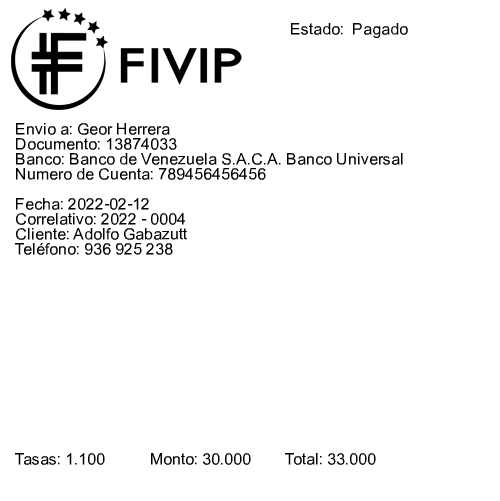 Estado: Pagado
FIVIP
Envio a: Geor Herrera
Documento: 13874033
Banco: Banco de Venezuela S.A.C.A. Banco Universal
Numero de Cuenta: 789456456456
Fecha: 2022-02-12
Correlativo: 2022 - 0004
Cliente: Adolfo Gabazutt
Teléfono: 936 925 238
Tasas: 1.100 Monto: 30.000 Total: 33.000